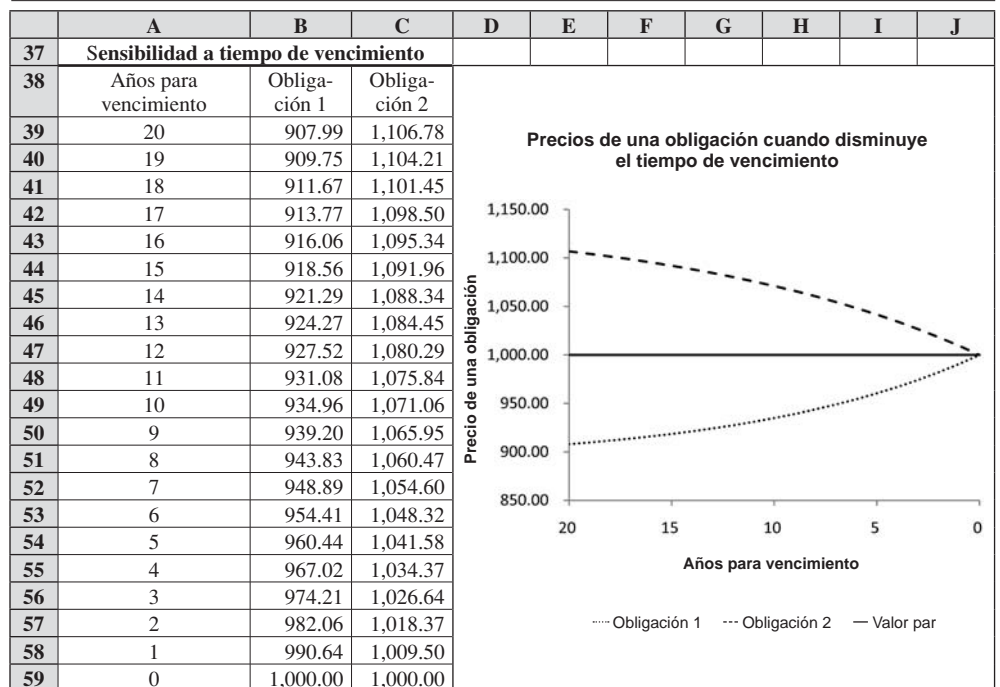 A B C D E F G H I J
37 Sensibilidad a tiempo de vencimiento
38 Años para vencimiento Obliga-ción 1 Obliga-ción 2
39 20 907.99 1,106.78
40 19 909.75 1,104.21
41 18 911.67 1,101.45
42 17 913.77 1,098.50
43 16 916.06 1,095.34
44 15 918.56 1,091.96
45 14 921.29 1,088.34
46 13 924.27 1,084.45
47 12 927.52 1,080.29
48 11 931.08 1,075.84
49 10 934.96 1,071.06
50 9 939.20 1,065.95
51 8 943.83 1,060.47
52 7 948.89 1,054.60
53 6 954.41 1,048.32
54 5 960.44 1,041.58
55 4 967.02 1,034.37
56 3 974.21 1,026.64
57 2 982.06 1,018.37
58 1 990.64 1,009.50
59 0 1,000.00 1,000.00
Precios de una obligación cuando disminuye
el tiempo de vencimiento
Precio de una obligación
1,150.00
1,100.00
1,050.00
1,000.00
950.00
900.00
850.00
20 15 10 5 0
Años para vencimiento
Obligación 1 Obligación 2 Valor par